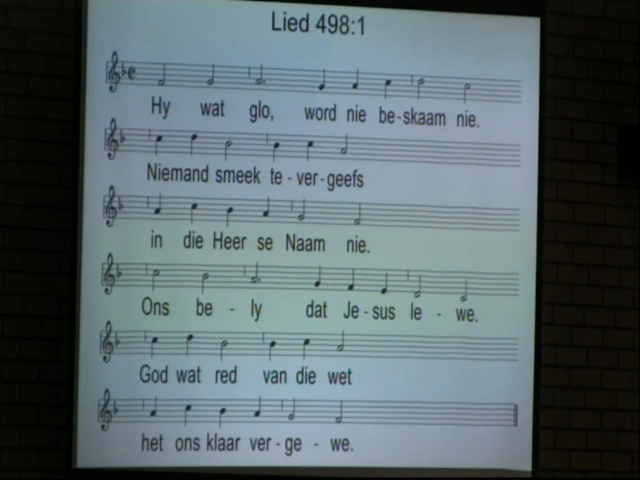 Lied 498:1
Hy wat glo, word nie be-skaam nie.
Niemand smeek te - ver-geefs
in die Heer se Naam nie.
Ons be - ly dat Je-sus le - we.
God wat red van die wet
het ons klaar ver-ge - we.